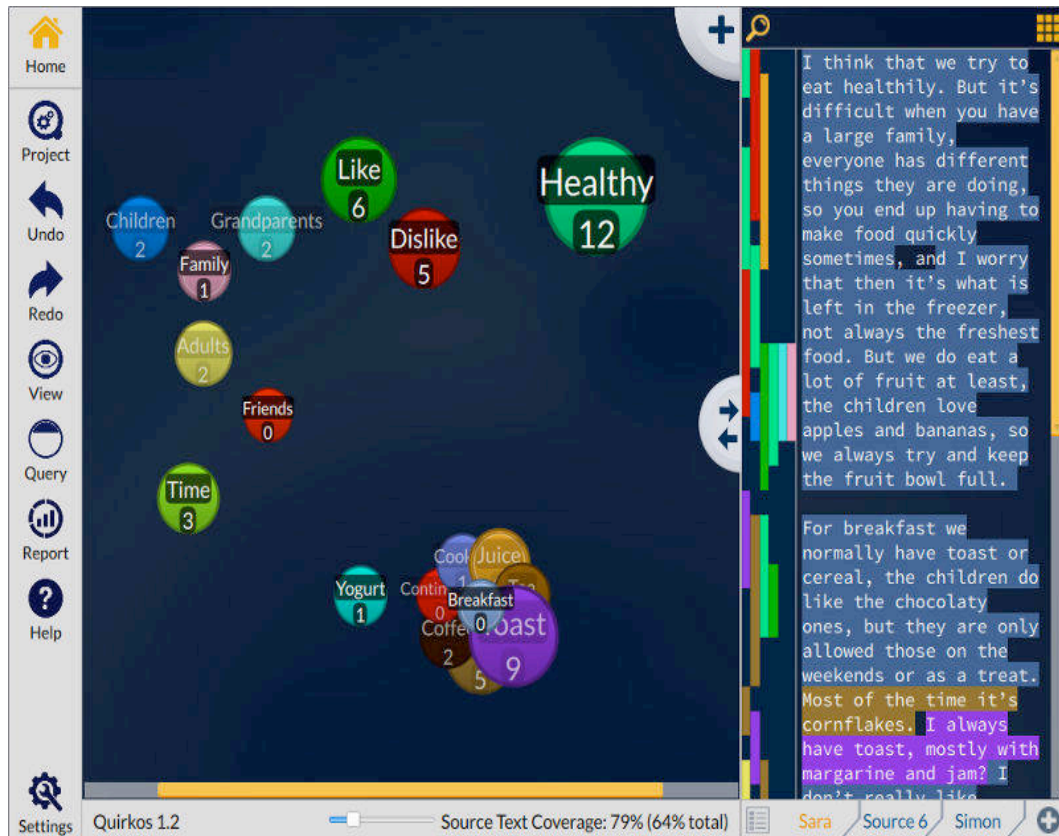 Home
Project
Undo
Redo
View
Query
Report
Help
Settings
Like
6
Healthy
12
Children
2
Grandparents
2
Dislike
5
Family
1
Adults
2
Friends
0
Time
3
Juice
Cook
1
Yogurt
1
Contin
0
Breakfast
0
Coffe
2
Toast
9
5
Quirkos 1.2
Source Text Coverage: 79% (64% total)
I think that we try to
eat healthily. But it's
difficult when you have
a large family,
everyone has different
things they are doing,
so you end up having to
make food quickly
sometimes, and I worry
that then it's what is
left in the freezer,
not always the freshest
food. But we do eat a
lot of fruit at least,
the children love
apples and bananas, so
we always try and keep
the fruit bowl full.
For breakfast we
normally have toast or
cereal, the children do
like the chocolaty
ones, but they are only
allowed those on the
weekends or as a treat.
Most of the time it's
cornflakes. I always
have toast, mostly with
margarine and jam? I
don't really like
Sara
Source 6
Simon